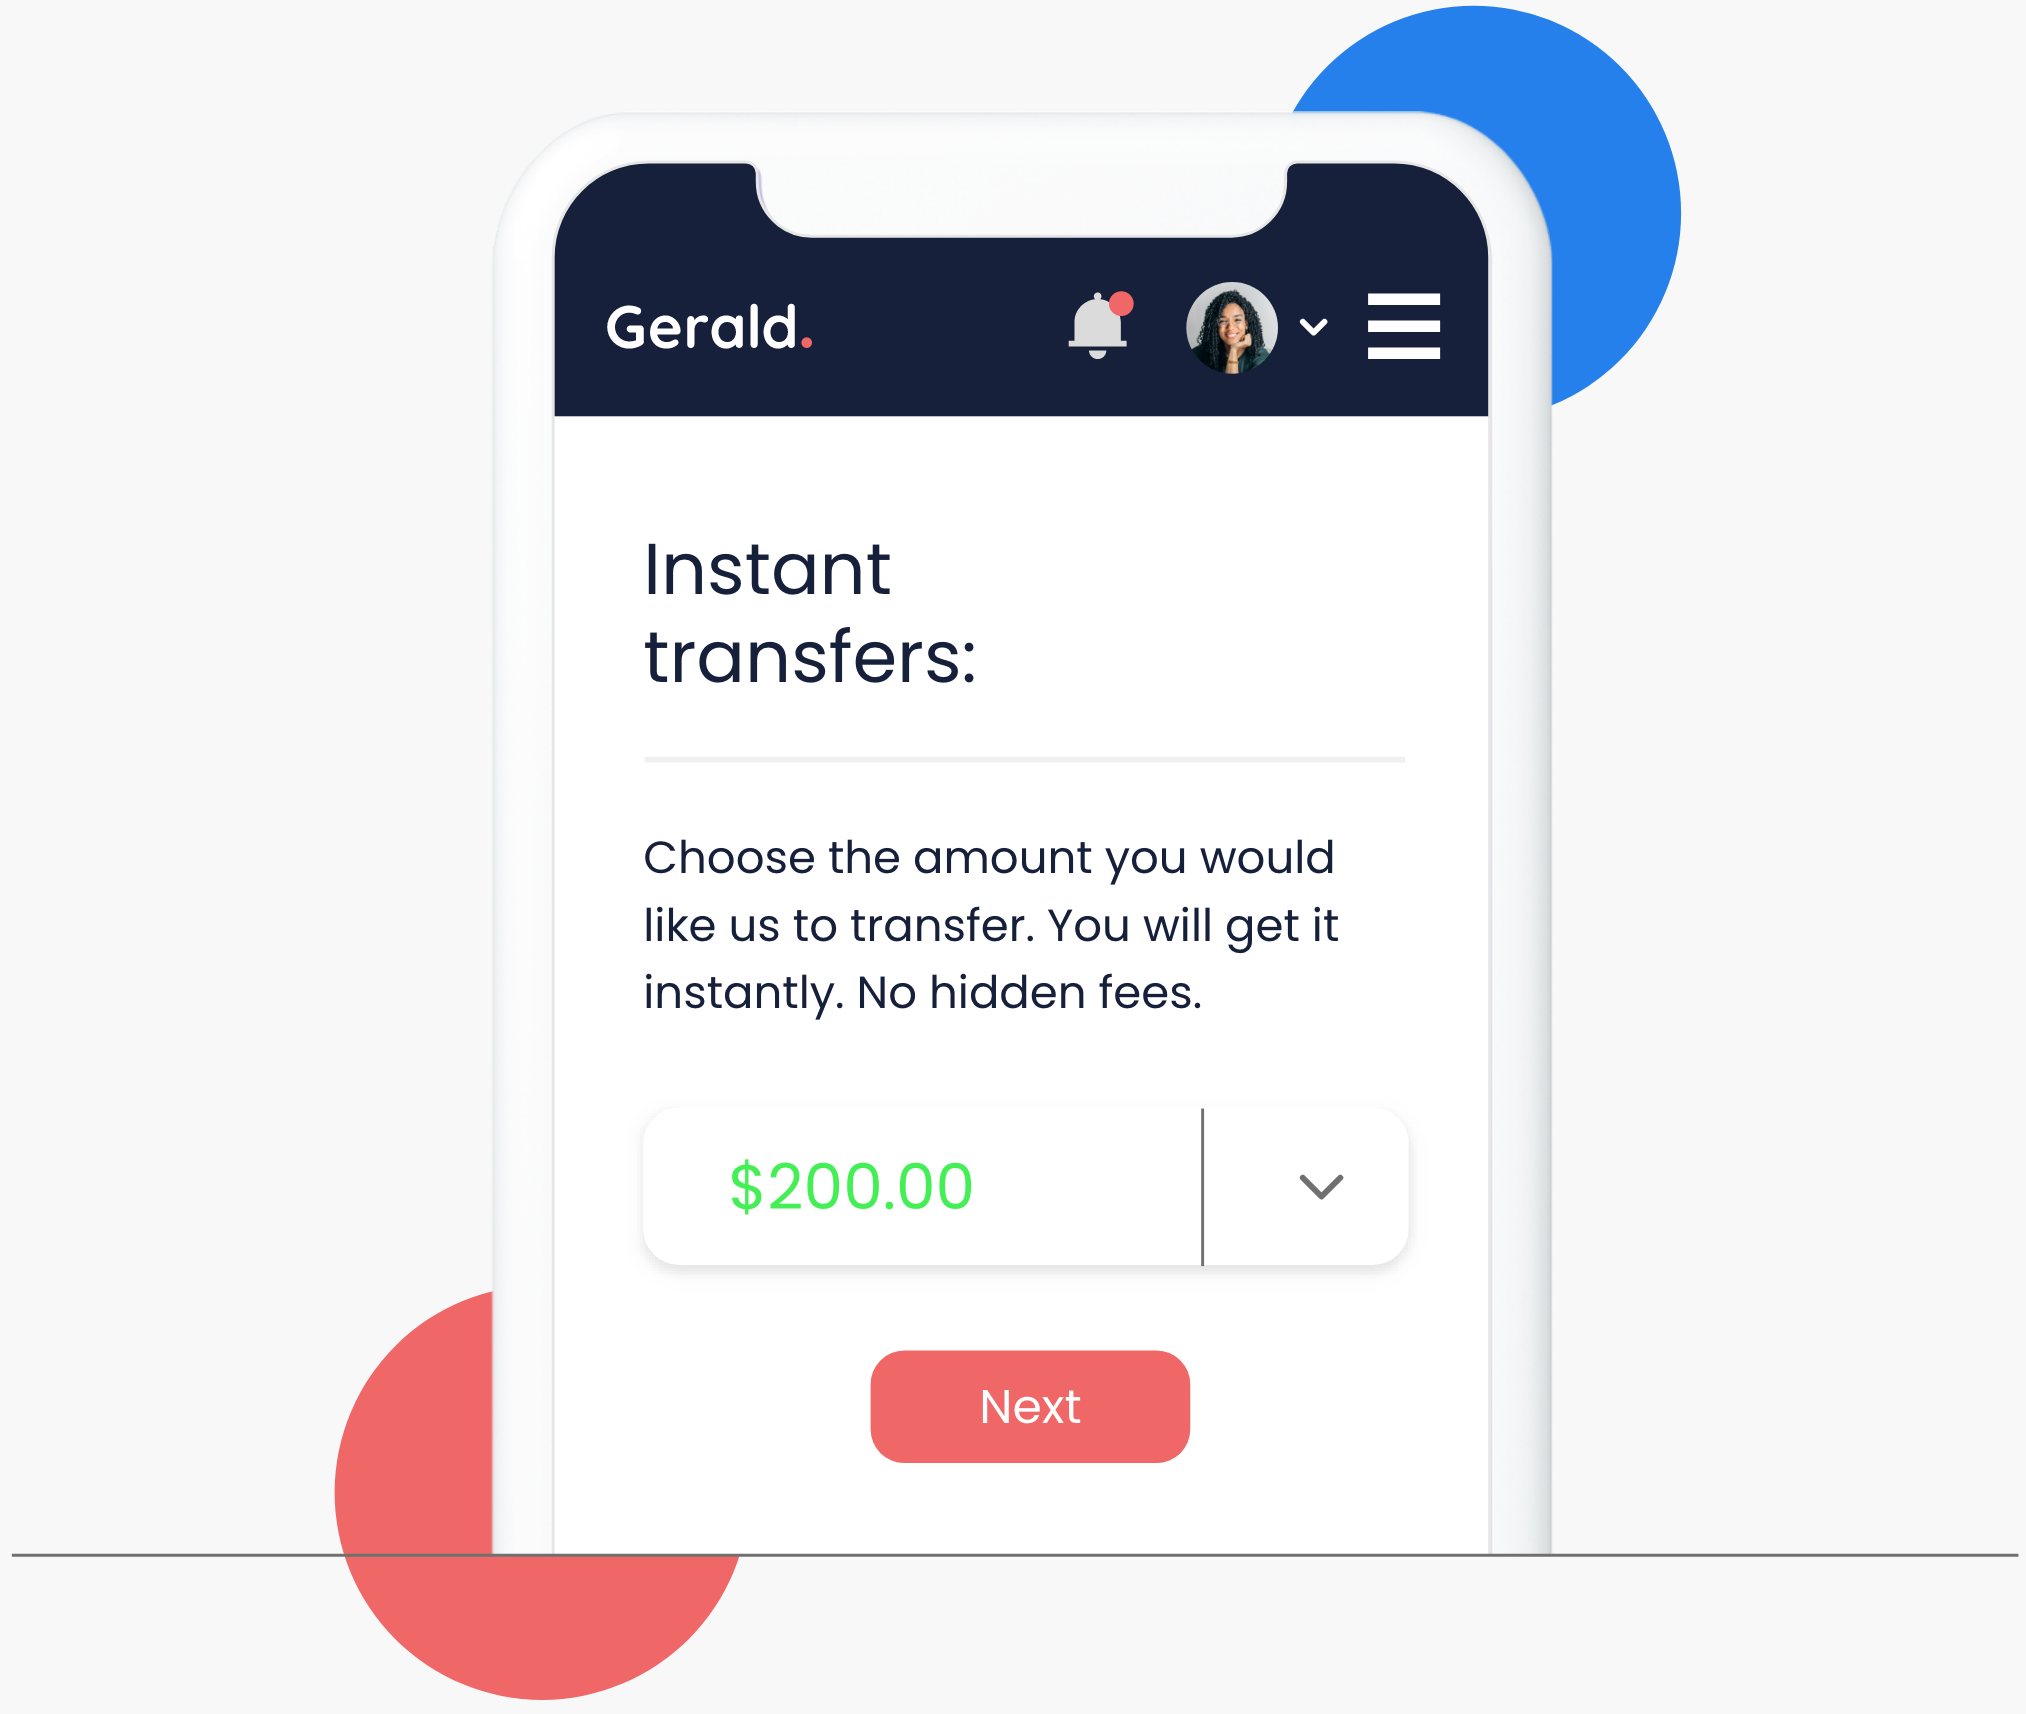 Gerald.
Instant
transfers:
Choose the amount you would
like us to transfer. You will get it
instantly. No hidden fees.
$200.00
Next